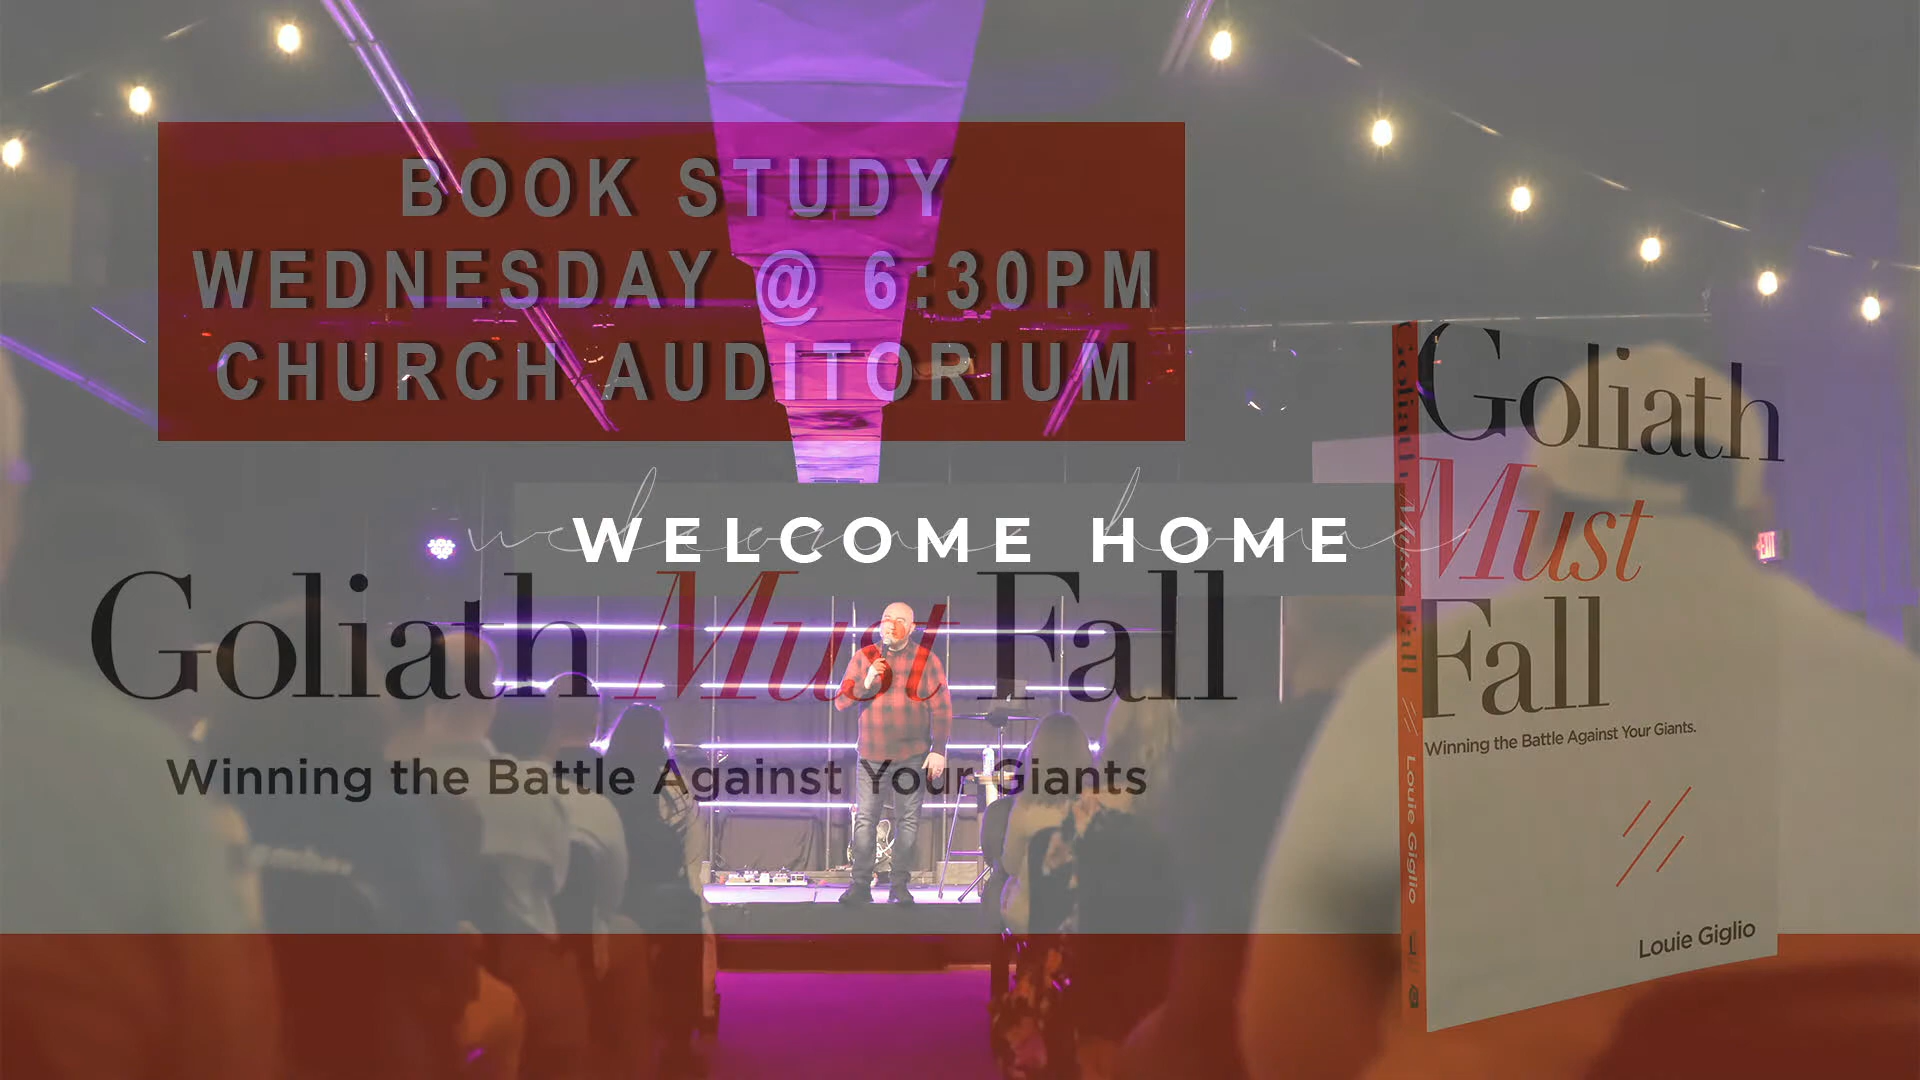 BOOK STUDY
WEDNESDAY @ 6:30PM
CHURCH AUDITORIUM
welcome home
WELCOME HOME
Goliath Must Fall
Winning the Battle Against Your Giants
Goliath Must Fall // Louie Giglio
Goliath
Must
Fall
Winning the Battle Against Your Giants.
Louie Giglio
EXIT